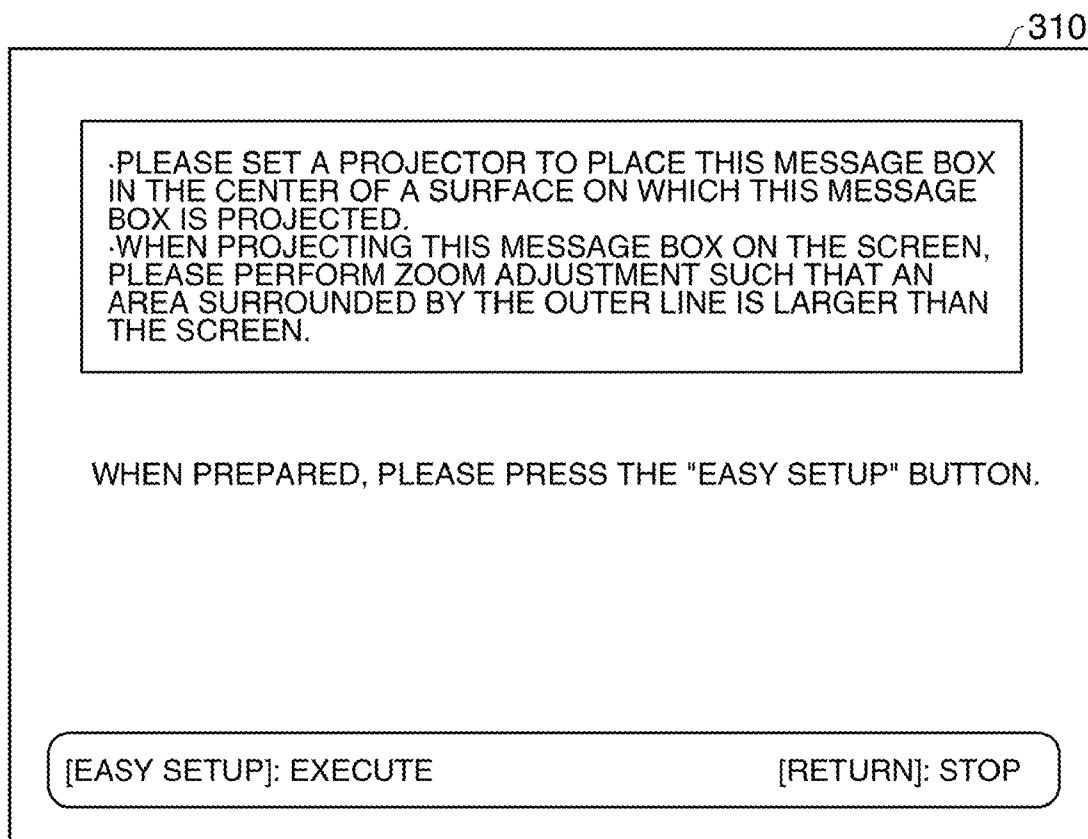 310
·PLEASE SET A PROJECTOR TO PLACE THIS MESSAGE BOX
IN THE CENTER OF A SURFACE ON WHICH THIS MESSAGE
BOX IS PROJECTED.
·WHEN PROJECTING THIS MESSAGE BOX ON THE SCREEN,
PLEASE PERFORM ZOOM ADJUSTMENT SUCH THAT AN
AREA SURROUNDED BY THE OUTER LINE IS LARGER THAN
THE SCREEN.
WHEN PREPARED, PLEASE PRESS THE "EASY SETUP" BUTTON.
[EASY SETUP]: EXECUTE [RETURN]: STOP